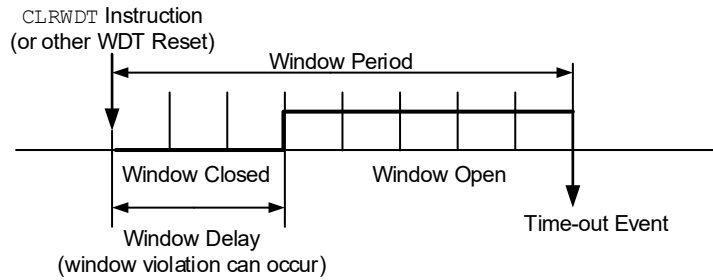 CLRWDT Instruction
(or other WDT Reset)
Window Period
Window Closed
Window Open
Window Delay
(window violation can occur)
Time-out Event